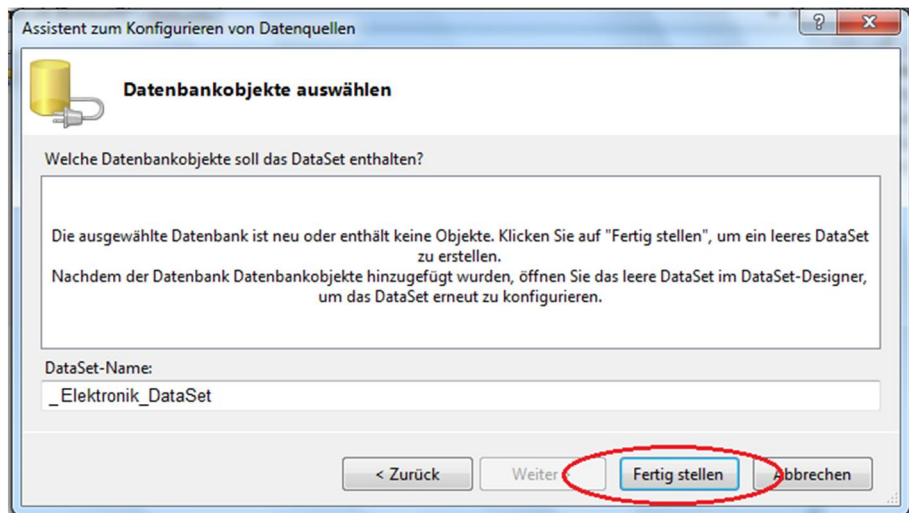 Assistent zum Konfigurieren von Datenquellen
Datenbankobjekte auswählen
Welche Datenbankobjekte soll das DataSet enthalten?
Die ausgewählte Datenbank ist neu oder enthält keine Objekte. Klicken Sie auf "Fertig stellen", um ein leeres DataSet
zu erstellen.
Nachdem der Datenbank Datenbankobjekte hinzugefügt wurden, öffnen Sie das leere DataSet im DataSet-Designer,
um das DataSet erneut zu konfigurieren.
DataSet-Name:
_Elektronik_DataSet
< Zurück
Weiter >
Fertig stellen
Abbrechen